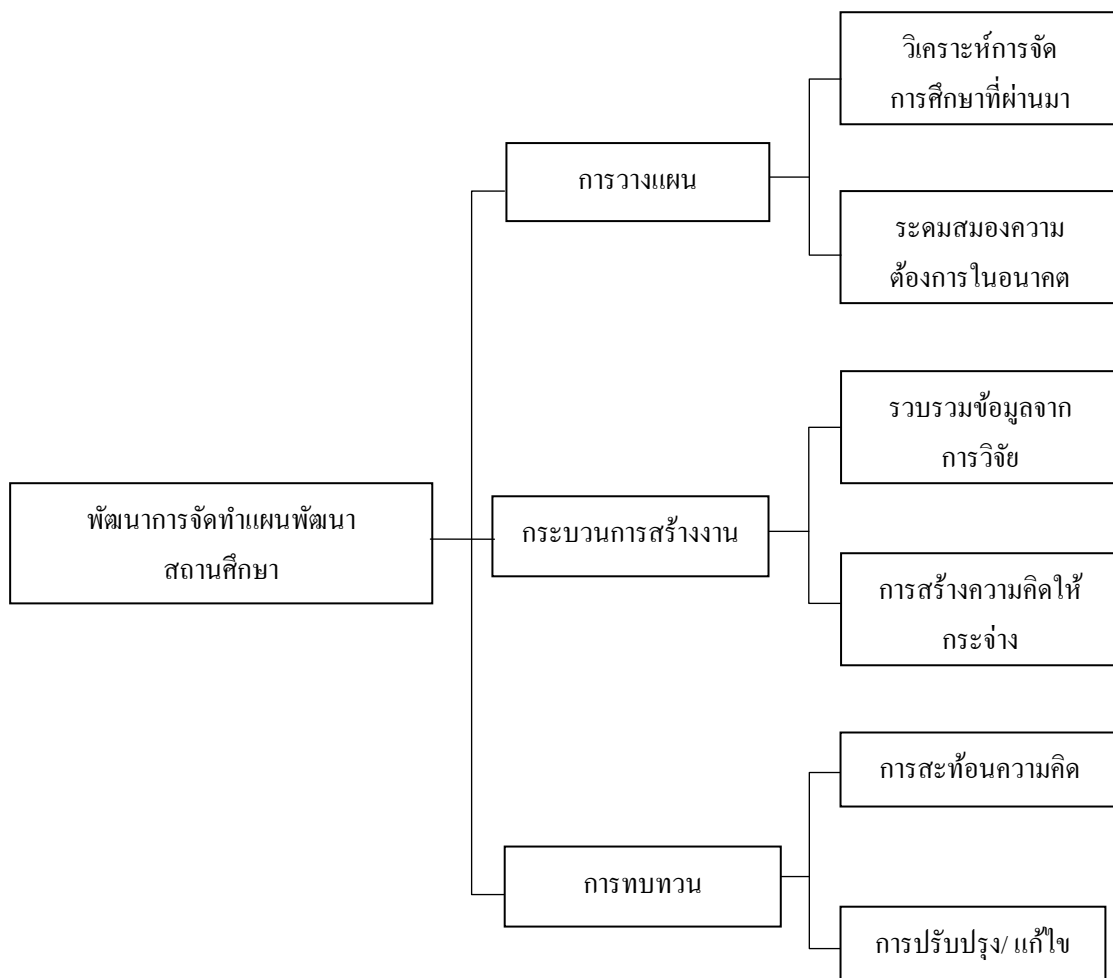 วิเคราะห์การจัด
การศึกษาที่ผ่านมา
การวางแผน
ระดมสมองความ
ต้องการในอนาคต
รวบรวมข้อมูลจาก
การวิจัย
พัฒนาการจัดทำแผนพัฒนา
สถานศึกษา
กระบวนการสร้างงาน
การสร้างความคิดให้
กระจ่าง
การสะท้อนความคิด
การทบทวน
การปรับปรุง/ แก้ไข